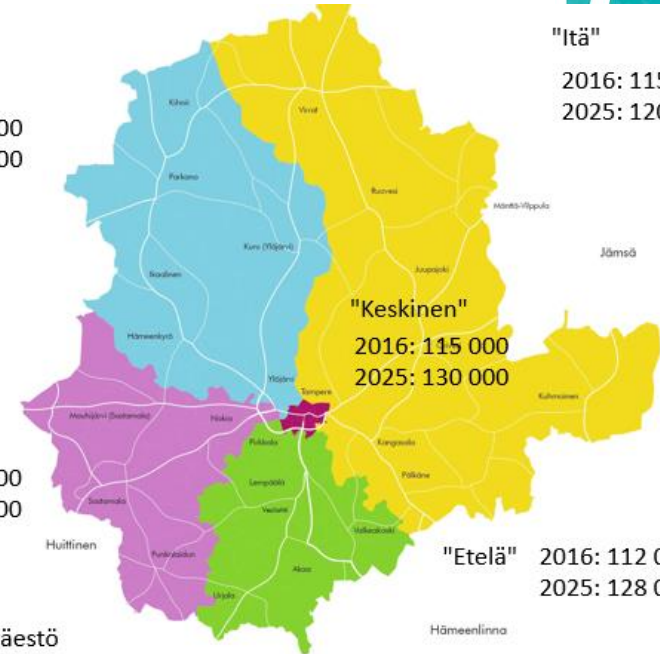 "Itä"
2016: 115
2025: 120
00
00
Kihniö
Virrat
Parkano
Ruovesi
Mänttä-Vilppula
Kuru (Ylöjärvi)
Jämsä
Juupajoki
Ikaalinen
"Keskinen"
2016: 115 000
Hämeenkyrö
2025: 130 000
Ylöjärvi
Tampere
Kuhmoinen
Mouhijärvi (Sastamala)
Nokia
Pirkkala
Kangasala
Pälkäne
Lempäälä
00
Sastamala
Vesilahti
00
Valkeakoski
Huittinen
Punkalaidun
"Etelä" 2016: 112 0
2025: 128 0
Akaa
Urjala
Hämeenlinna
äestö